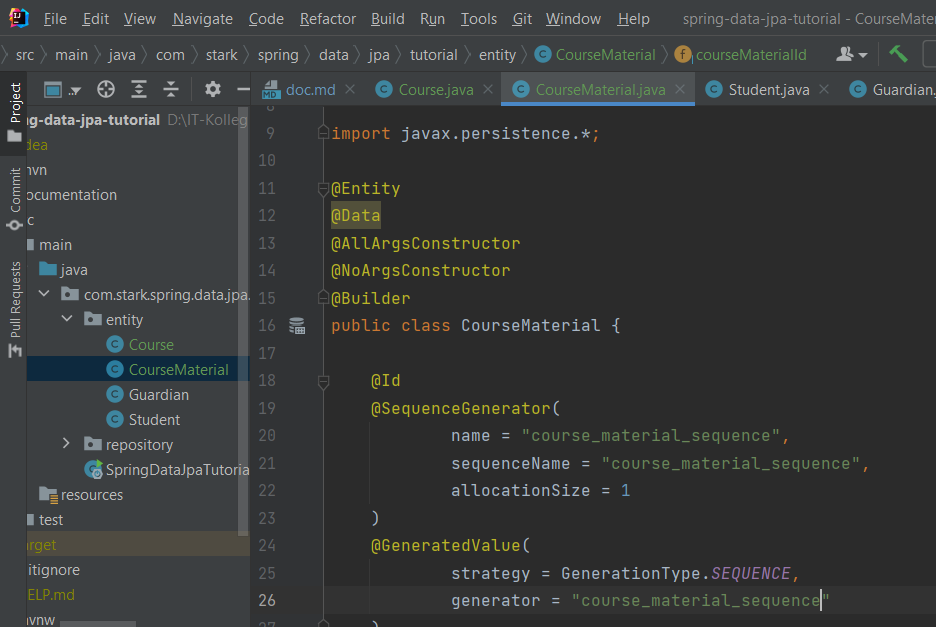 File Edit View Navigate Code Refactor Build Run Tools Git Window Help spring-data-jpa-tutorial - CourseMater
src main java com stark spring data jpa tutorial entity CourseMaterial courseMaterialId
Project
Commit
Pull Requests
doc.md Course.java CourseMaterial.java Student.java Guardian.
g-data-jpa-tutorial D:\IT-Kolleg
dea
vn
ocumentation
c
main
java
com.stark.spring.data.jpa.
entity
Course
CourseMaterial
Guardian
Student
repository
SpringDataJpaTutoria
resources
test
rget
itignore
ELP.md
vnw
8
9 import javax.persistence.*;
10
11 @Entity
12 @Data
13 @AllArgsConstructor
14 @NoArgsConstructor
15 @Builder
16 public class CourseMaterial {
17
18 @Id
19 @SequenceGenerator(
20 name = "course_material_sequence",
21 sequenceName = "course_material_sequence",
22 allocationSize = 1
23 )
24 @GeneratedValue(
25 strategy = GenerationType.SEQUENCE,
26 generator = "course_material_sequence"
27 )